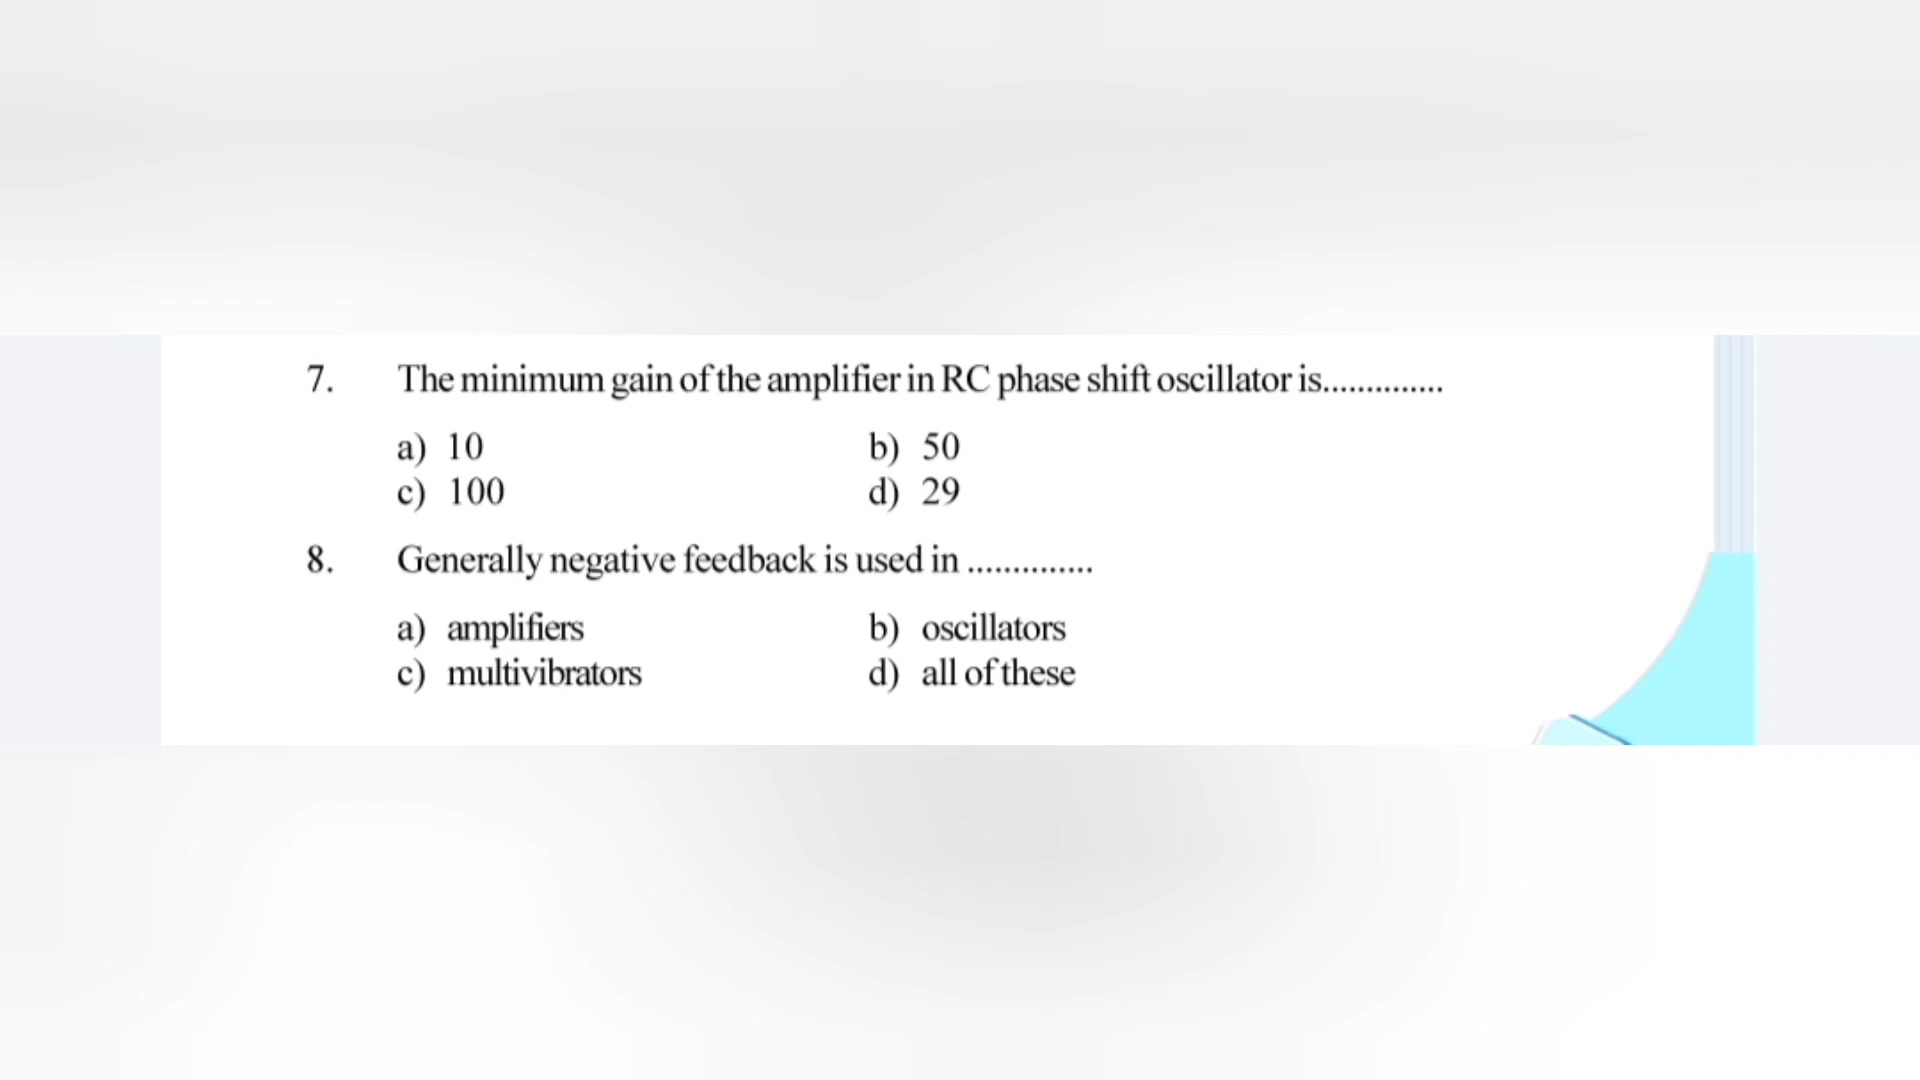 7. The minimum gain of the amplifier in RC phase shift oscillator is..............
a) 10 b) 50
c) 100 d) 29
8. Generally negative feedback is used in ..............
a) amplifiers b) oscillators
c) multivibrators d) all of these